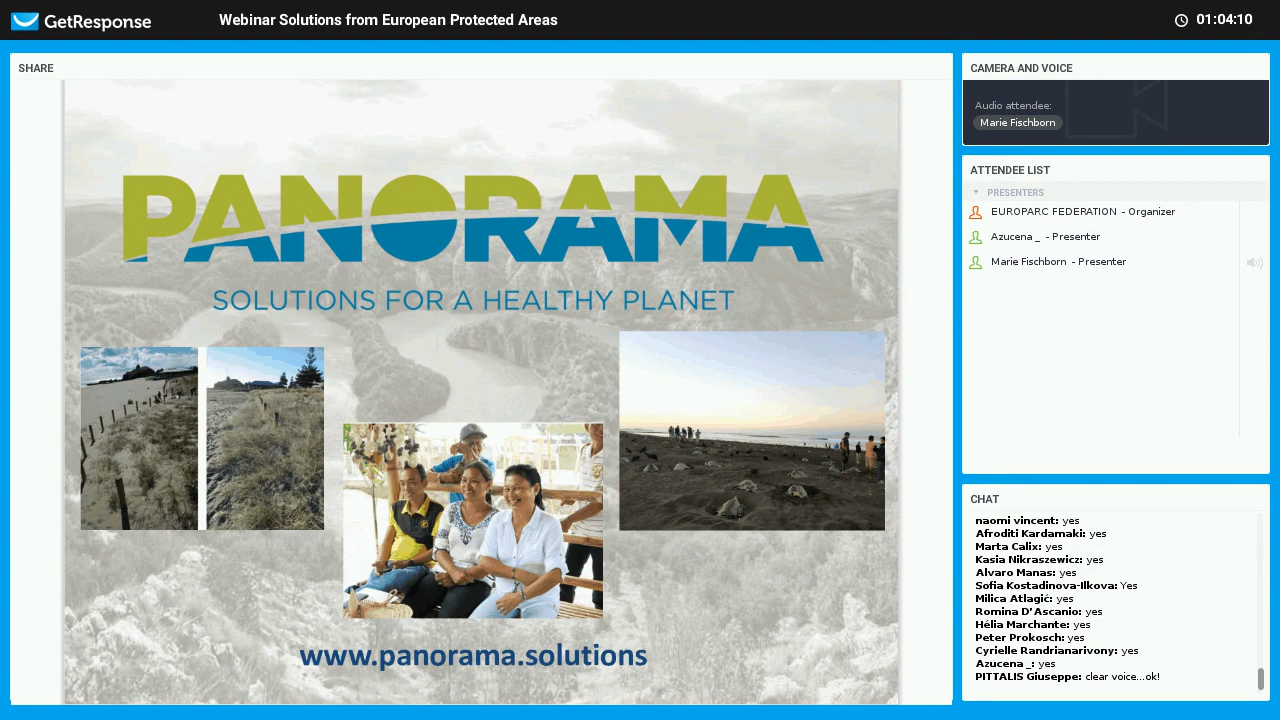 GetResponse
Webinar Solutions from European Protected Areas
01:04:10
SHARE
PANORAMA
SOLUTIONS FOR A HEALTHY PLANET
www.panorama.solutions
CAMERA AND VOICE
Audio attendee:
Marie Fischborn
ATTENDEE LIST
PRESENTERS
EUROPARC FEDERATION - Organizer
Azucena _ - Presenter
Marie Fischborn - Presenter
CHAT
naomi vincent: yes
Afroditi Kardamaki: yes
Marta Calix: yes
Kasia Nikraszewicz: yes
Alvaro Manas: yes
Sofia Kostadinova-Ilkova: Yes
Milica Atlagić: yes
Romina D'Ascanio: yes
Hélia Marchante: yes
Peter Prokosch: yes
Cyrielle Randrianarivony: yes
Azucena _: yes
PITTALIS Giuseppe: clear voice...ok!